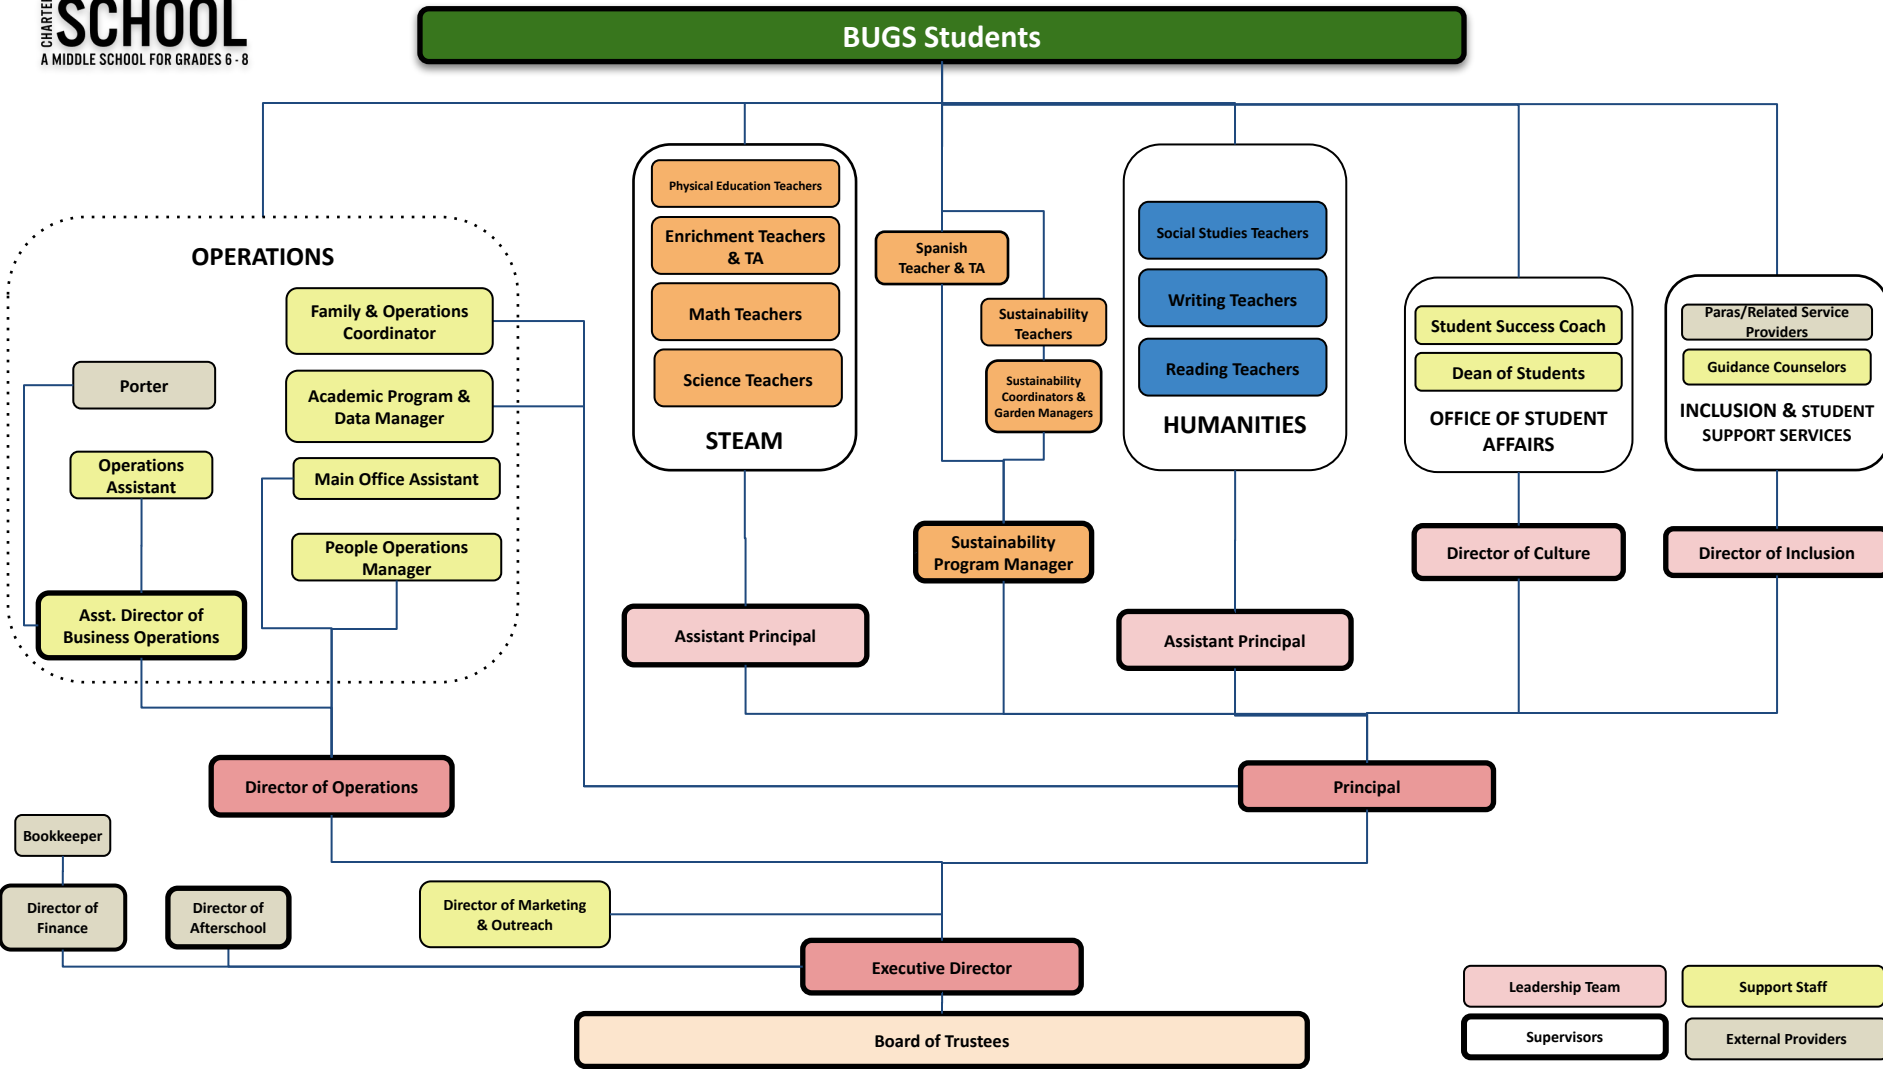 CHARTER
SCHOOL
A MIDDLE SCHOOL FOR GRADES 6 - 8
BUGS Students
OPERATIONS
Family & Operations
Coordinator
Porter
Academic Program &
Data Manager
Operations
Assistant
Main Office Assistant
People Operations
Manager
Asst. Director of
Business Operations
Physical Education Teachers
Enrichment Teachers
& TA
Math Teachers
Science Teachers
STEAM
Spanish
Teacher & TA
Sustainability
Teachers
Sustainability
Coordinators &
Garden Managers
Sustainability
Program Manager
Social Studies Teachers
Writing Teachers
Reading Teachers
HUMANITIES
Student Success Coach
Dean of Students
OFFICE OF STUDENT
AFFAIRS
Paras/Related Service
Providers
Guidance Counselors
INCLUSION & STUDENT
SUPPORT SERVICES
Director of Culture
Director of Inclusion
Assistant Principal
Assistant Principal
Director of Operations
Principal
Bookkeeper
Director of
Finance
Director of
Afterschool
Director of Marketing
& Outreach
Executive Director
Board of Trustees
Leadership Team
Support Staff
Supervisors
External Providers